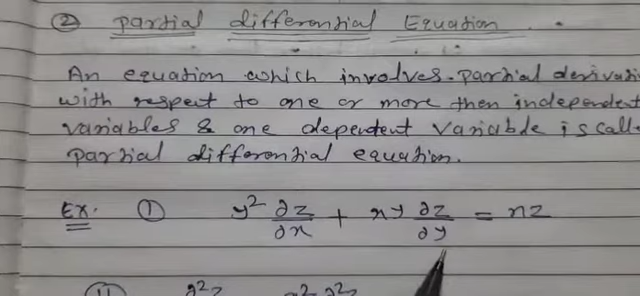 ② Partial differential Equation
An equation which involves partial derivati
with respect to one or more then independent
variables & one dependent variable is call
partial differential equation.
Ex. ① y² ∂z/∂x + xy ∂z/∂y = xz